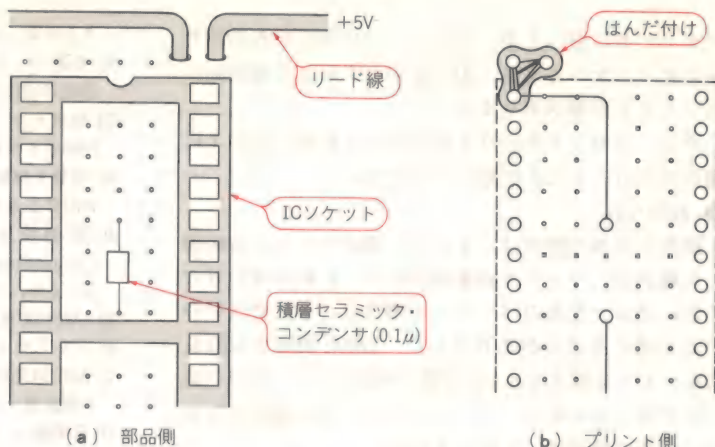 +5V
リード線
ICソケット
積層セラミック・
コンデンサ(0.1μ)
(a) 部品側
はんだ付け
(b) プリント側